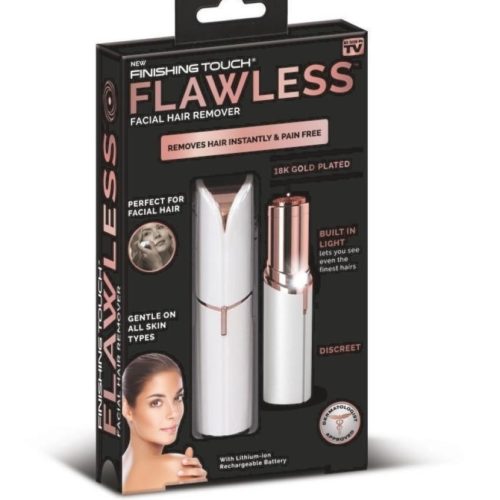 AS SEEN ON
TV
NEW
FINISHING TOUCH®
FLAWLESS™
FACIAL HAIR REMOVER
REMOVES HAIR INSTANTLY & PAIN FREE
18K GOLD PLATED
PERFECT FOR
FACIAL HAIR
BUILT IN
LIGHT
lets you see
even the
finest hairs
GENTLE ON
ALL SKIN
TYPES
DISCREET
DERMATOLOGIST
APPROVED
With Lithium-ion
Rechargeable Battery
FINISHING TOUCH®
FLAWLESS
FACIAL HAIR REMOVER